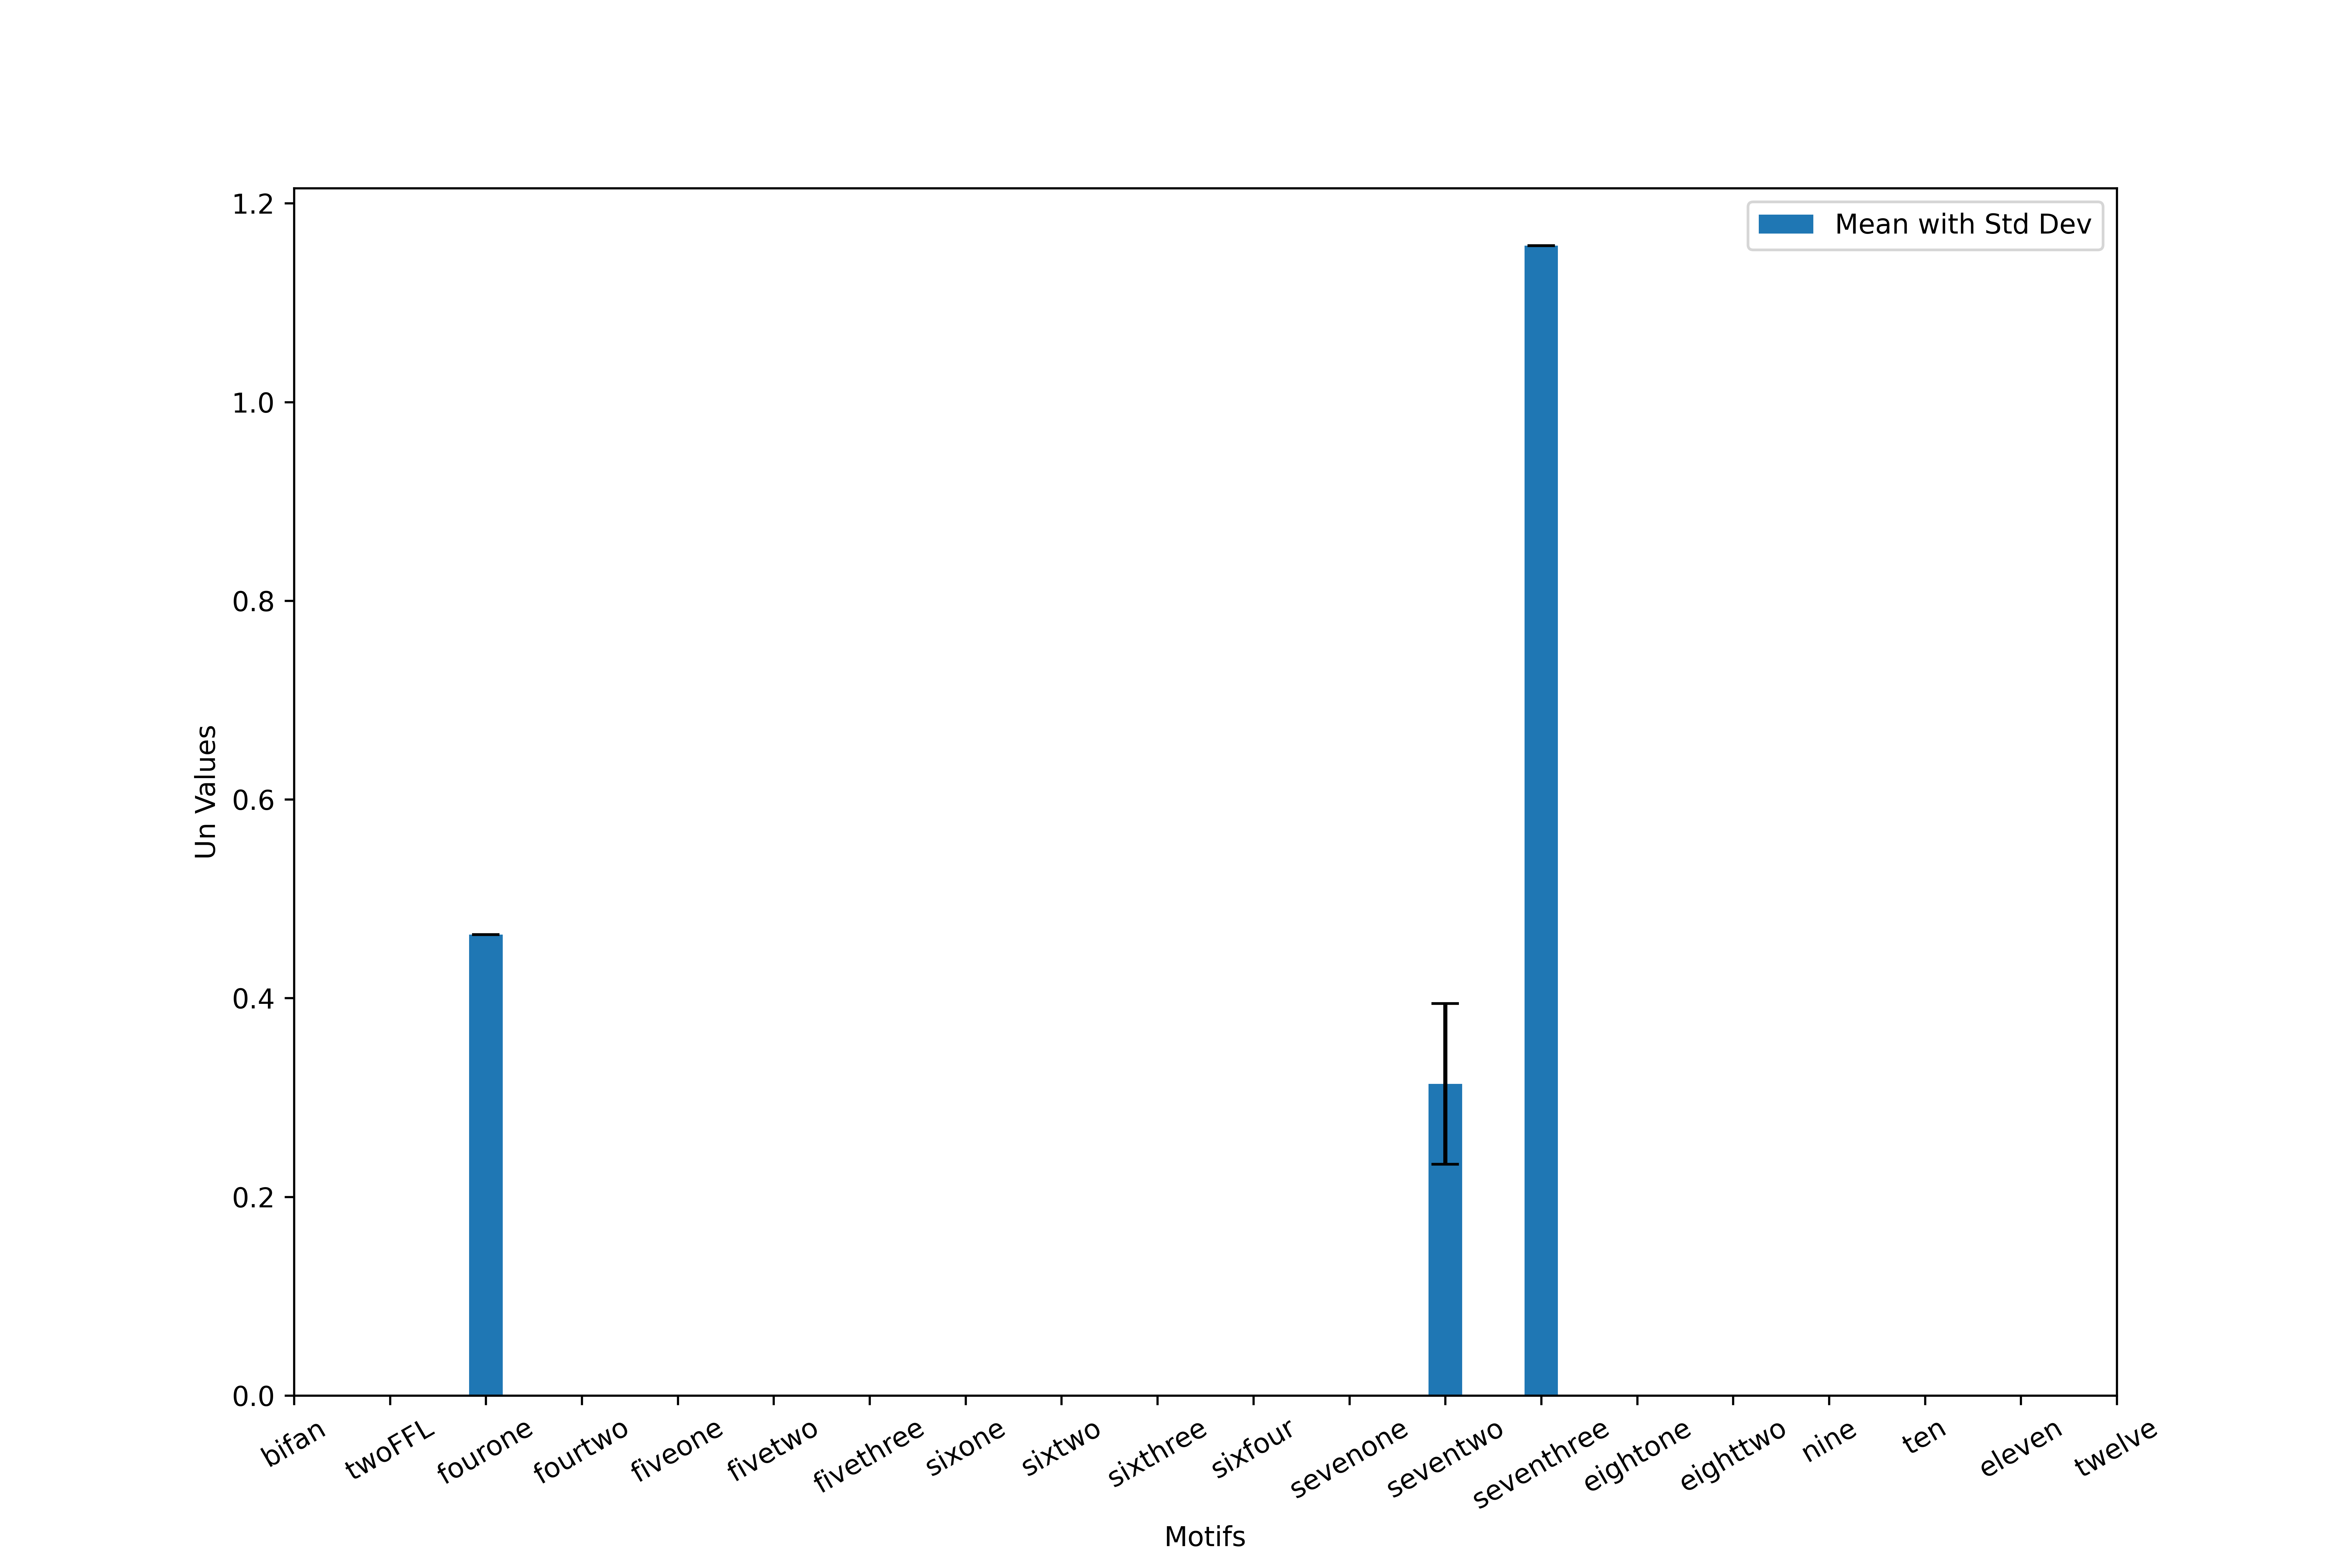 Mean with Std Dev
1.2
1.0
0.8
0.6
0.4
0.2
0.0
Un Values
bifan
twoFFL
fourone
fourtwo
fiveone
fivetwo
fivethree
sixone
sixtwo
sixthree
sixfour
sevenone
seventwo
seventhree
eightone
eighttwo
nine
ten
eleven
twelve
Motifs